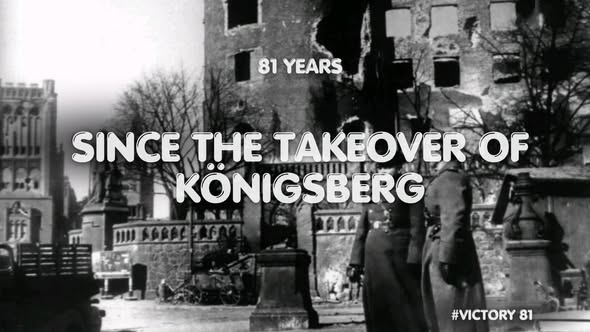 81 YEARS
SINCE THE TAKEOVER OF
KÖNIGSBERG
#VICTORY 81